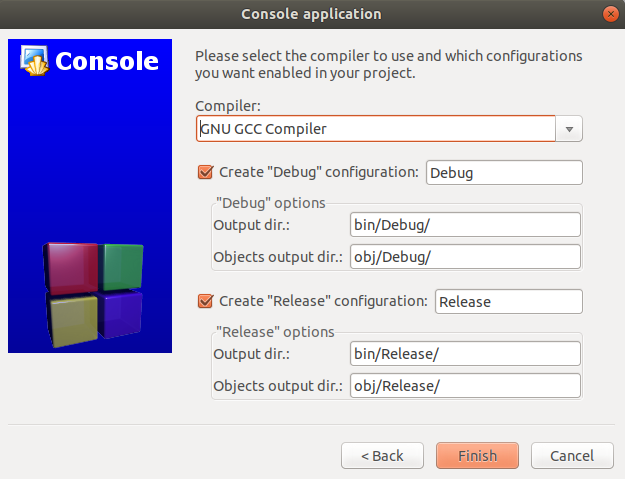 Console application
Console
Please select the compiler to use and which configurations
you want enabled in your project.
Compiler:
GNU GCC Compiler
Create "Debug" configuration: Debug
"Debug" options
Output dir.: bin/Debug/
Objects output dir.: obj/Debug/
Create "Release" configuration: Release
"Release" options
Output dir.: bin/Release/
Objects output dir.: obj/Release/
< Back Finish Cancel